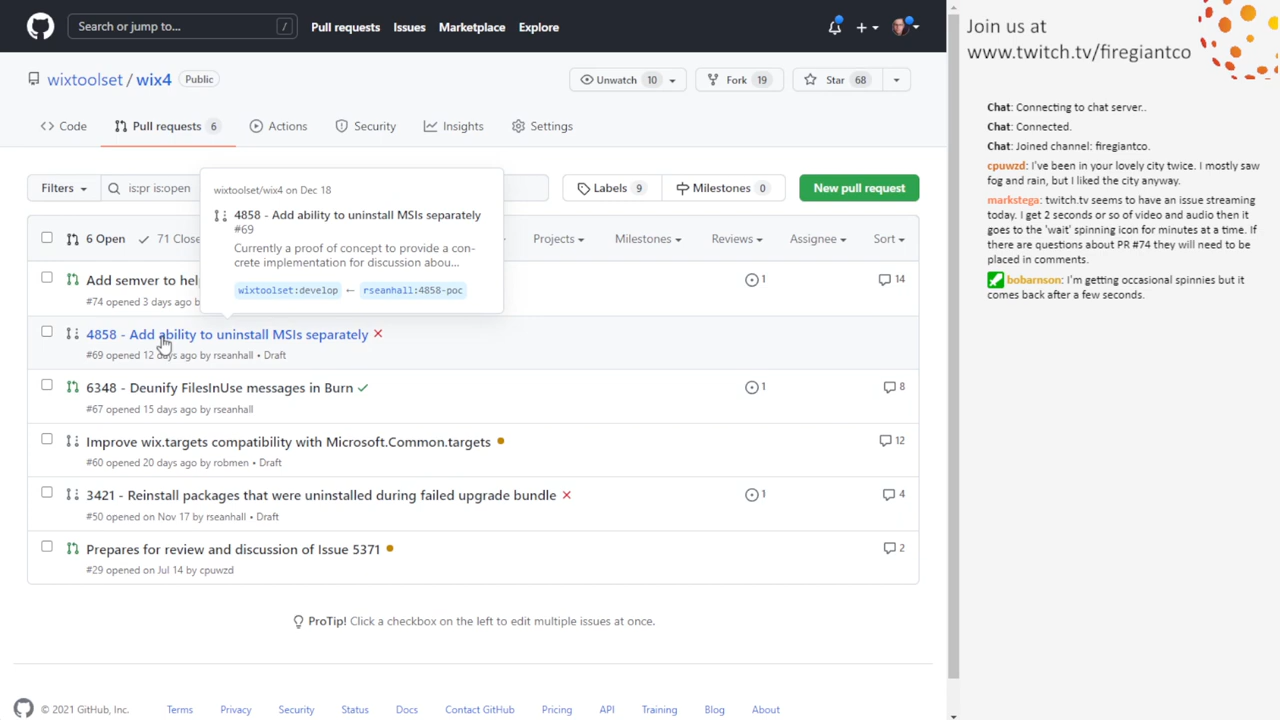 Search or jump to... /
Pull requests Issues Marketplace Explore
wixtoolset / wix4 Public
Unwatch 10 Fork 19 Star 68
Code Pull requests 6 Actions Security Insights Settings
Filters is:pr is:open Labels 9 Milestones 0 New pull request
wixtoolset/wix4 on Dec 18
4858 - Add ability to uninstall MSIs separately
#69
Currently a proof of concept to provide a con-
crete implementation for discussion abou...
wixtoolset:develop ← rseanhall:4858-poc
6 Open 71 Close Projects Milestones Reviews Assignee Sort
Add semver to hel 1 14
#74 opened 3 days ago b
4858 - Add ability to uninstall MSIs separately
#69 opened 12 days ago by rseanhall • Draft
6348 - Deunify FilesInUse messages in Burn 1 8
#67 opened 15 days ago by rseanhall
Improve wix.targets compatibility with Microsoft.Common.targets 12
#60 opened 20 days ago by robmen • Draft
3421 - Reinstall packages that were uninstalled during failed upgrade bundle 1 4
#50 opened on Nov 17 by rseanhall • Draft
Prepares for review and discussion of Issue 5371 2
#29 opened on Jul 14 by cpuwzd
ProTip! Click a checkbox on the left to edit multiple issues at once.
© 2021 GitHub, Inc. Terms Privacy Security Status Docs Contact GitHub Pricing API Training Blog About
Join us at
www.twitch.tv/firegiantco
Chat: Connecting to chat server..
Chat: Connected.
Chat: Joined channel: firegiantco.
cpuwzd: I've been in your lovely city twice. I mostly saw
fog and rain, but I liked the city anyway.
markstega: twitch.tv seems to have an issue streaming
today. I get 2 seconds or so of video and audio then it
goes to the 'wait' spinning icon for minutes at a time. If
there are questions about PR #74 they will need to be
placed in comments.
bobarnson: I'm getting occasional spinnies but it
comes back after a few seconds.